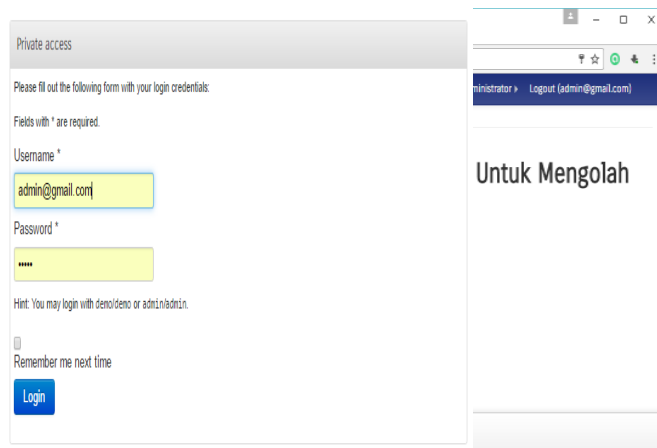 Private access
Please fill out the following form with your login credentials:
Fields with * are required.
Username *
admin@gmail.com
Password *
•••••
Hint: You may login with demo/demo or admin/admin.
Remember me next time
Login
ministrator Logout (admin@gmail.com)
Untuk Mengolah